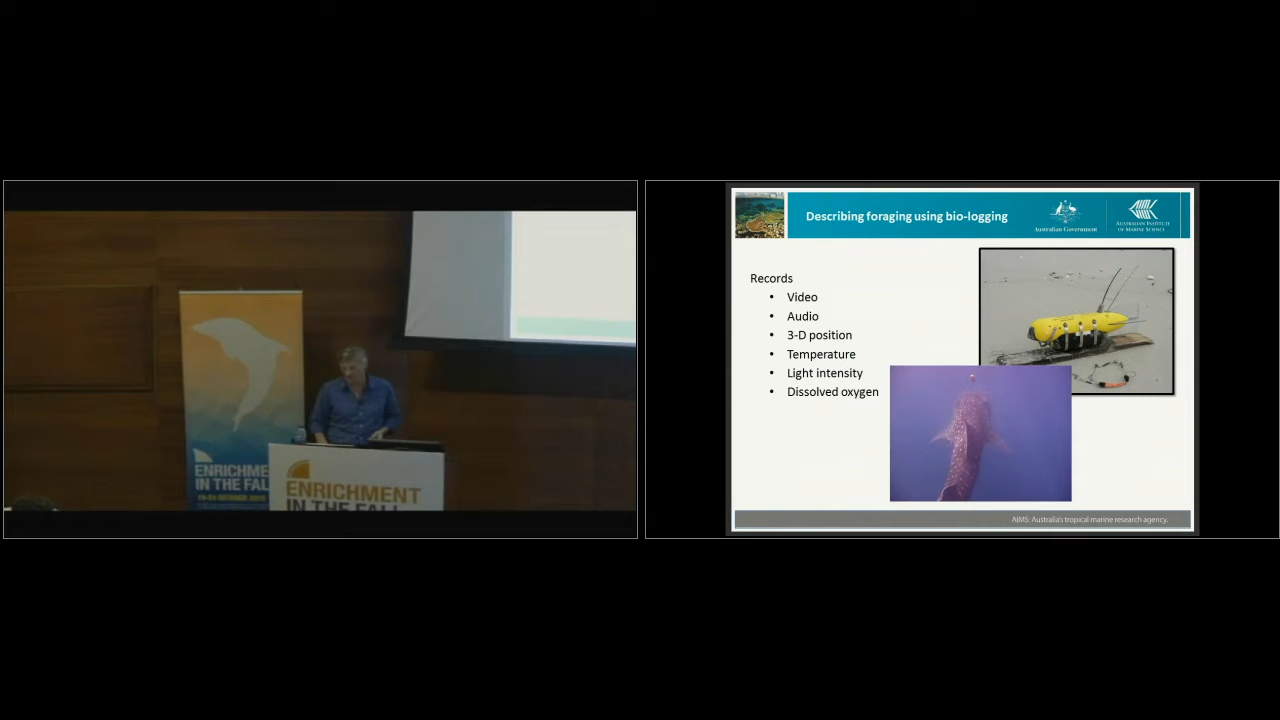 ENRICHME
IN THE FAL
ENRICHMENT
IN THE FALL
Describing foraging using bio-logging
Australian Government
AUSTRALIAN INSTITUTE
OF MARINE SCIENCE
Records
• Video
• Audio
• 3-D position
• Temperature
• Light intensity
• Dissolved oxygen
AIMS: Australia's tropical marine research agency.